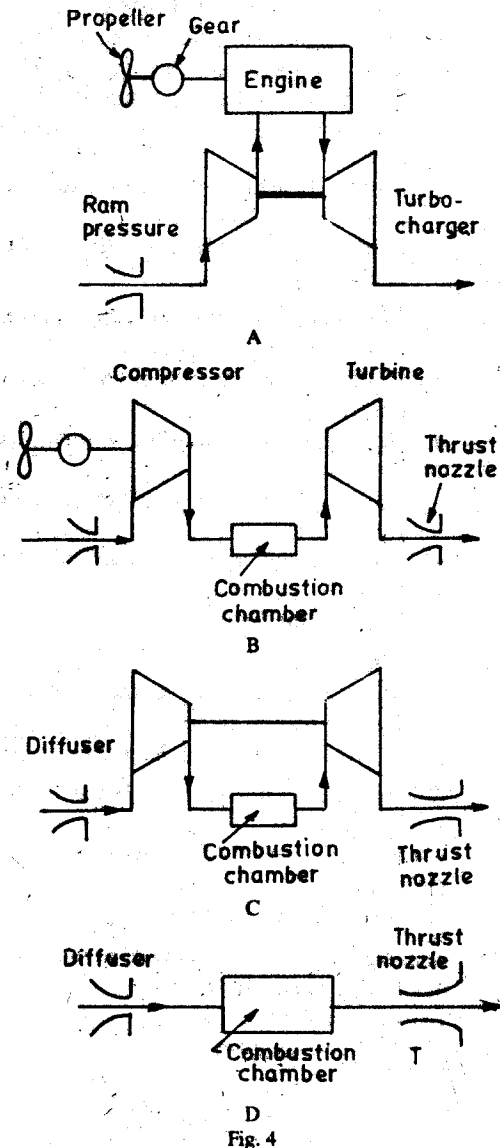 Propeller
Gear
Engine
Ram
pressure
Turbo-
charger
A
Compressor
Turbine
Thrust
nozzle
Combustion
chamber
B
Diffuser
Combustion
chamber
Thrust
nozzle
C
Thrust
nozzle
Diffuser
Combustion
chamber
T
D
Fig. 4